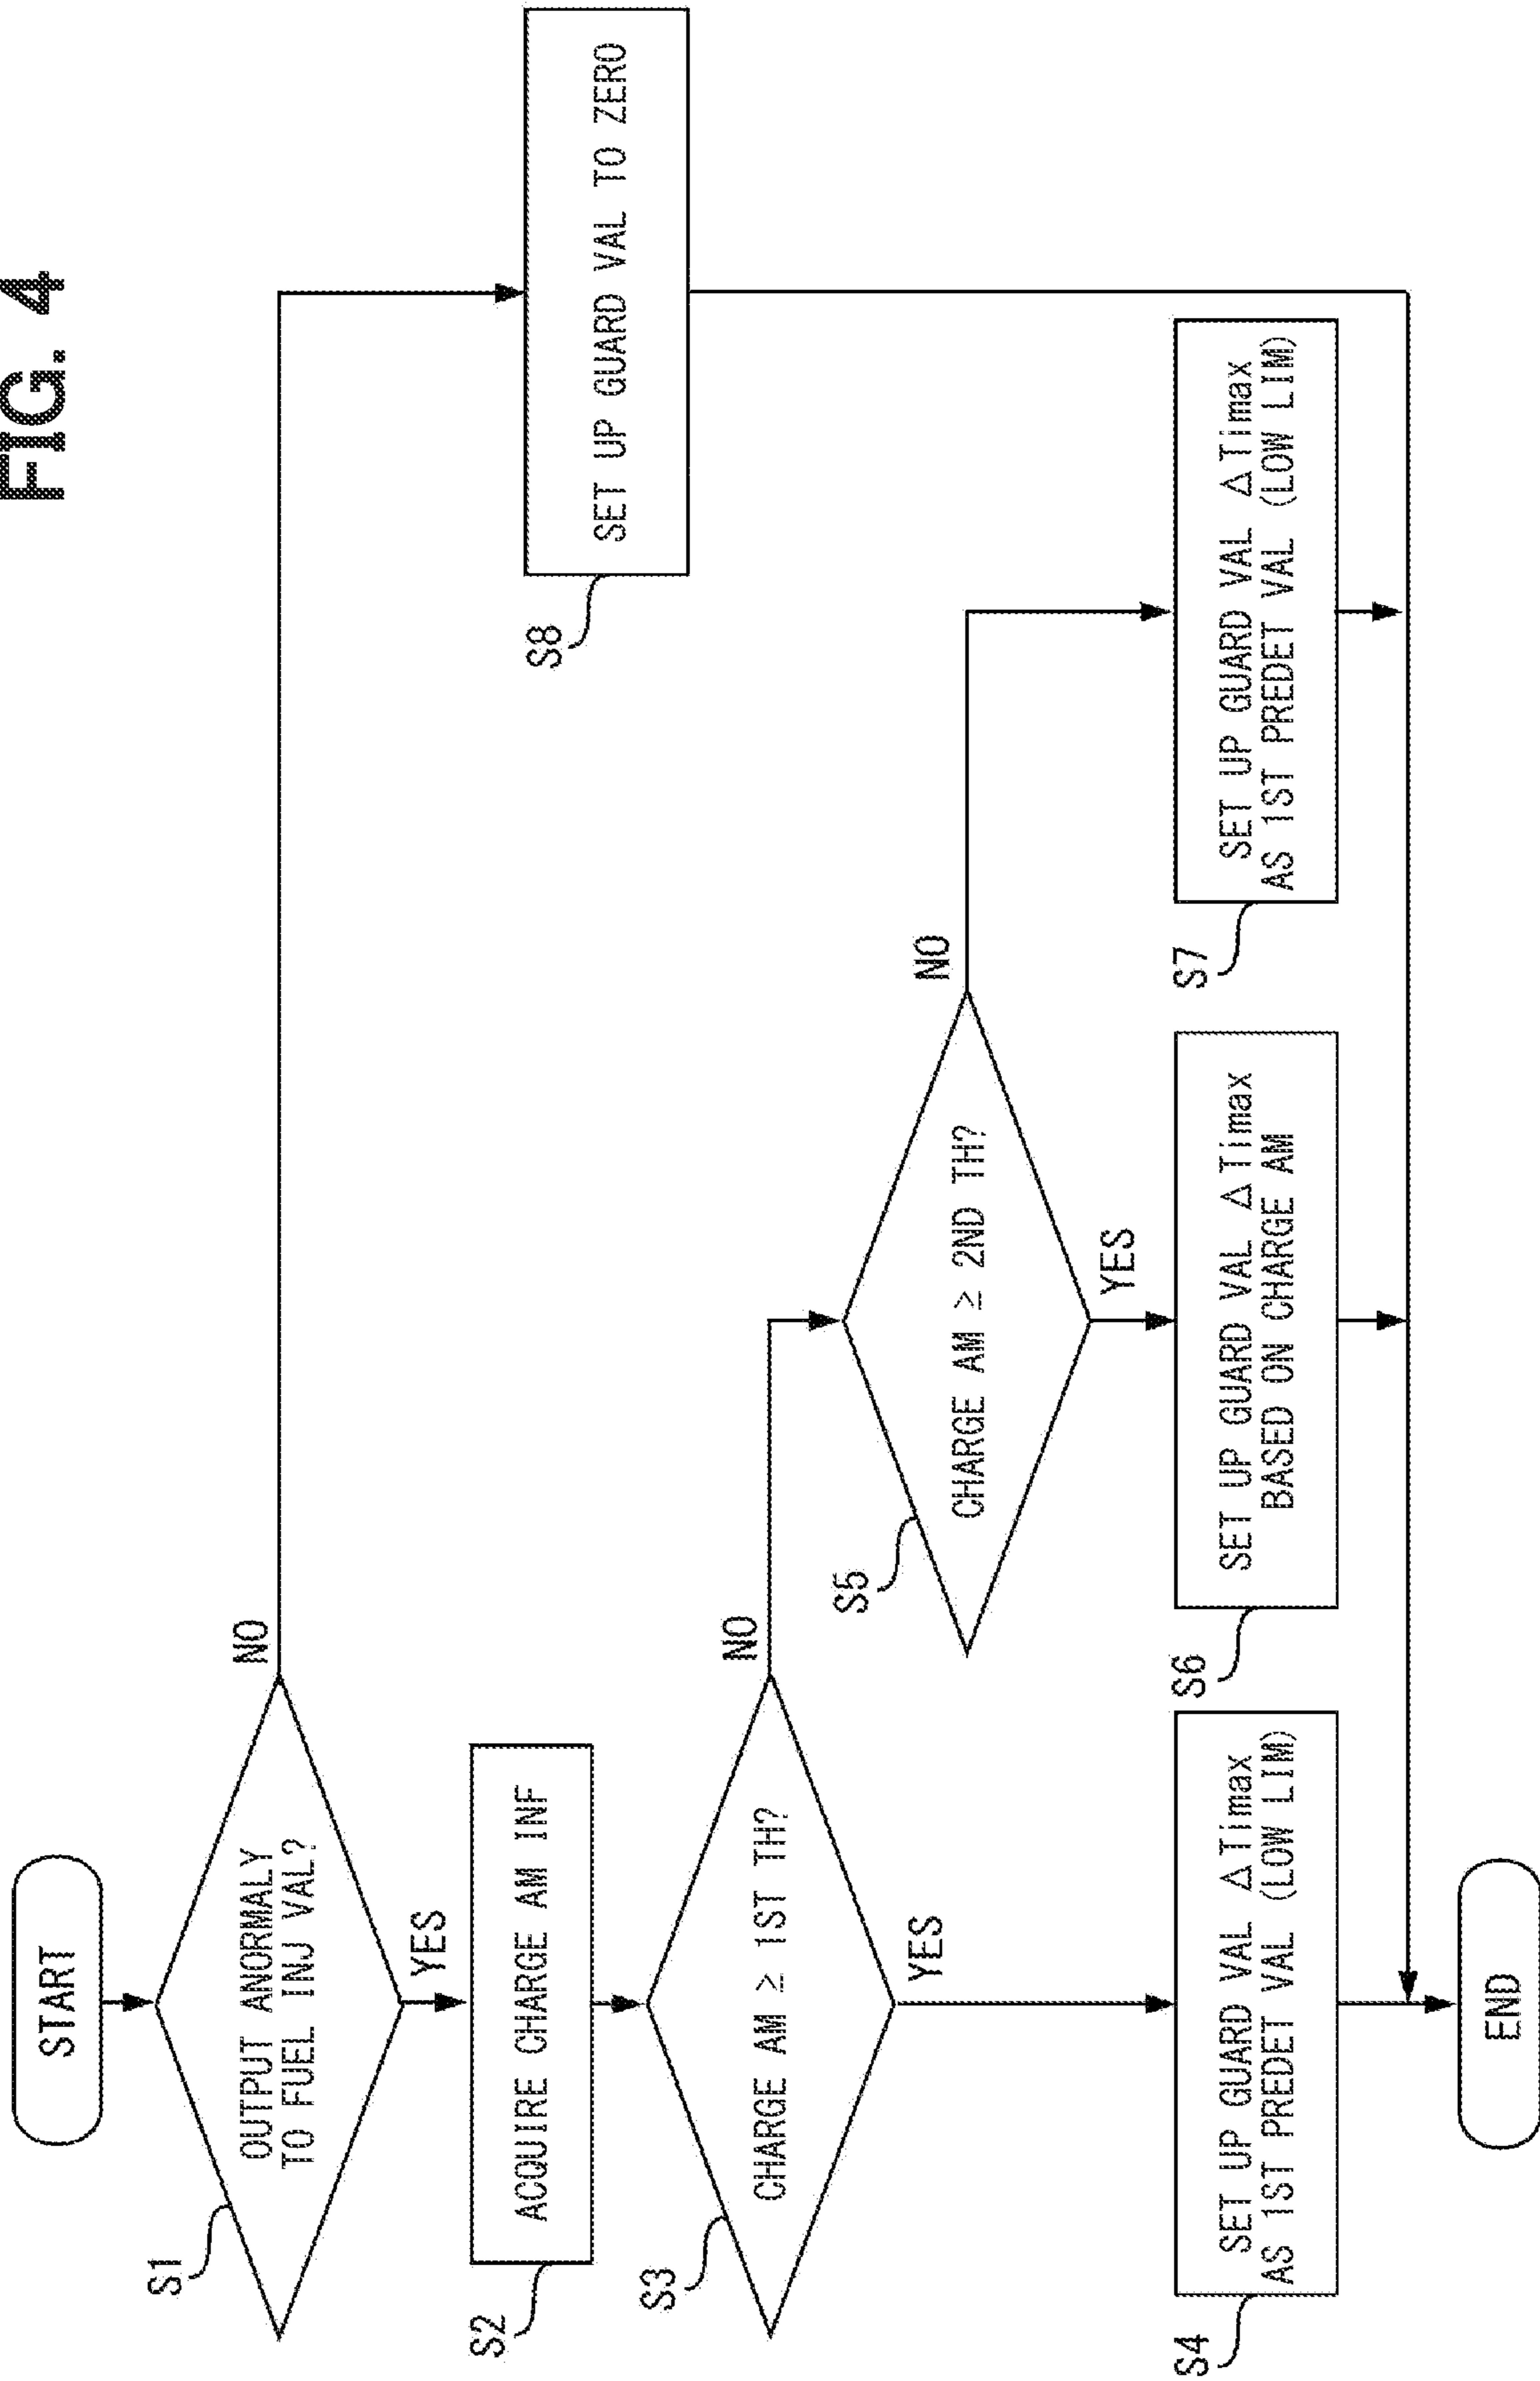 FIG. 4
START
S1
OUTPUT ANORMALY
TO FUEL INJ VAL?
NO
YES
S2
ACQUIRE CHARGE AM INF
S3
CHARGE AM ≥ 1ST TH?
NO
YES
S4
SET UP GUARD VAL ΔTimax
AS 1ST PREDET VAL (LOW LIM)
S5
CHARGE AM ≥ 2ND TH?
NO
YES
S6
SET UP GUARD VAL ΔTimax
BASED ON CHARGE AM
S7
SET UP GUARD VAL ΔTimax
AS 1ST PREDET VAL (LOW LIM)
S8
SET UP GUARD VAL TO ZERO
END